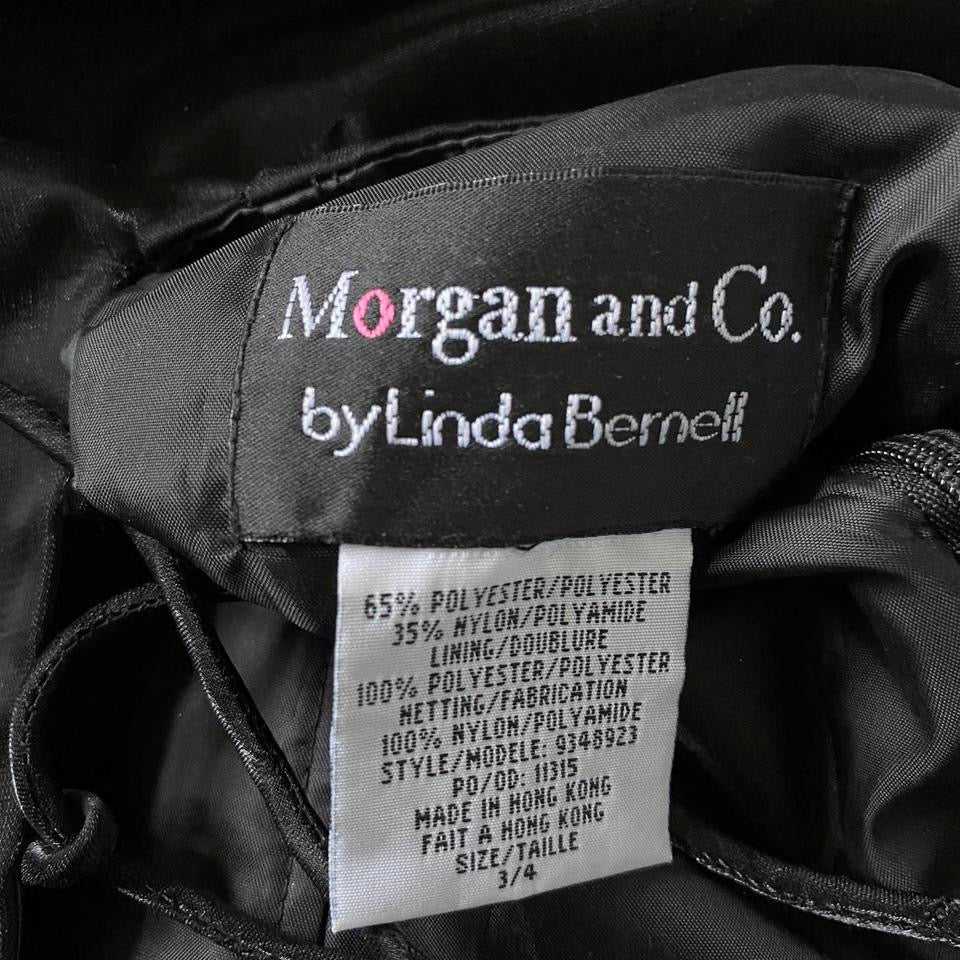 Morgan and Co.
by Linda Bernell
65% POLYESTER/POLYESTER
35% NYLON/POLYAMIDE
LINING/DOUBLURE
100% POLYESTER/POLYESTER
NETTING/FABRICATION
100% NYLON/POLYAMIDE
STYLE/MODELE: 9348923
PO/OD: 11315
MADE IN HONG KONG
FAIT A HONG KONG
SIZE/TAILLE
3/4